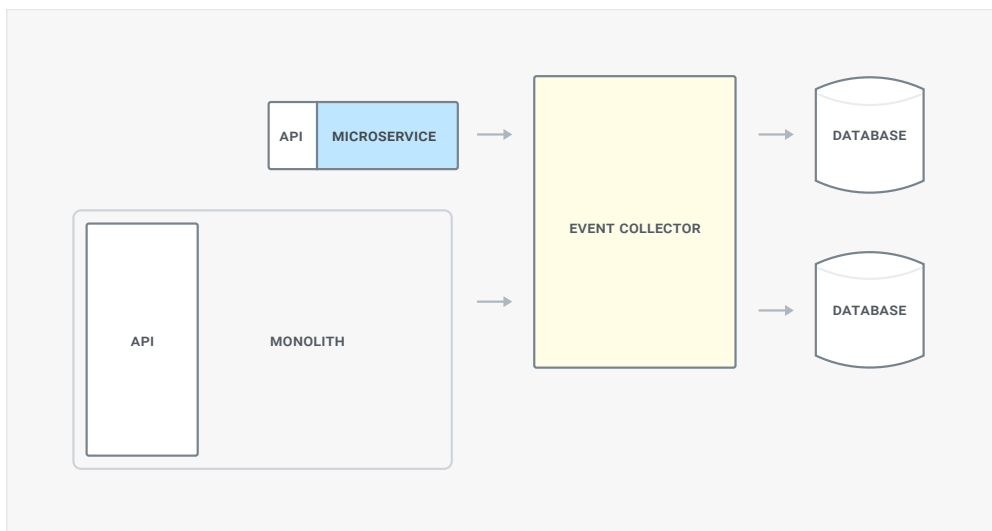 API
MICROSERVICE
DATABASE
EVENT COLLECTOR
DATABASE
API
MONOLITH